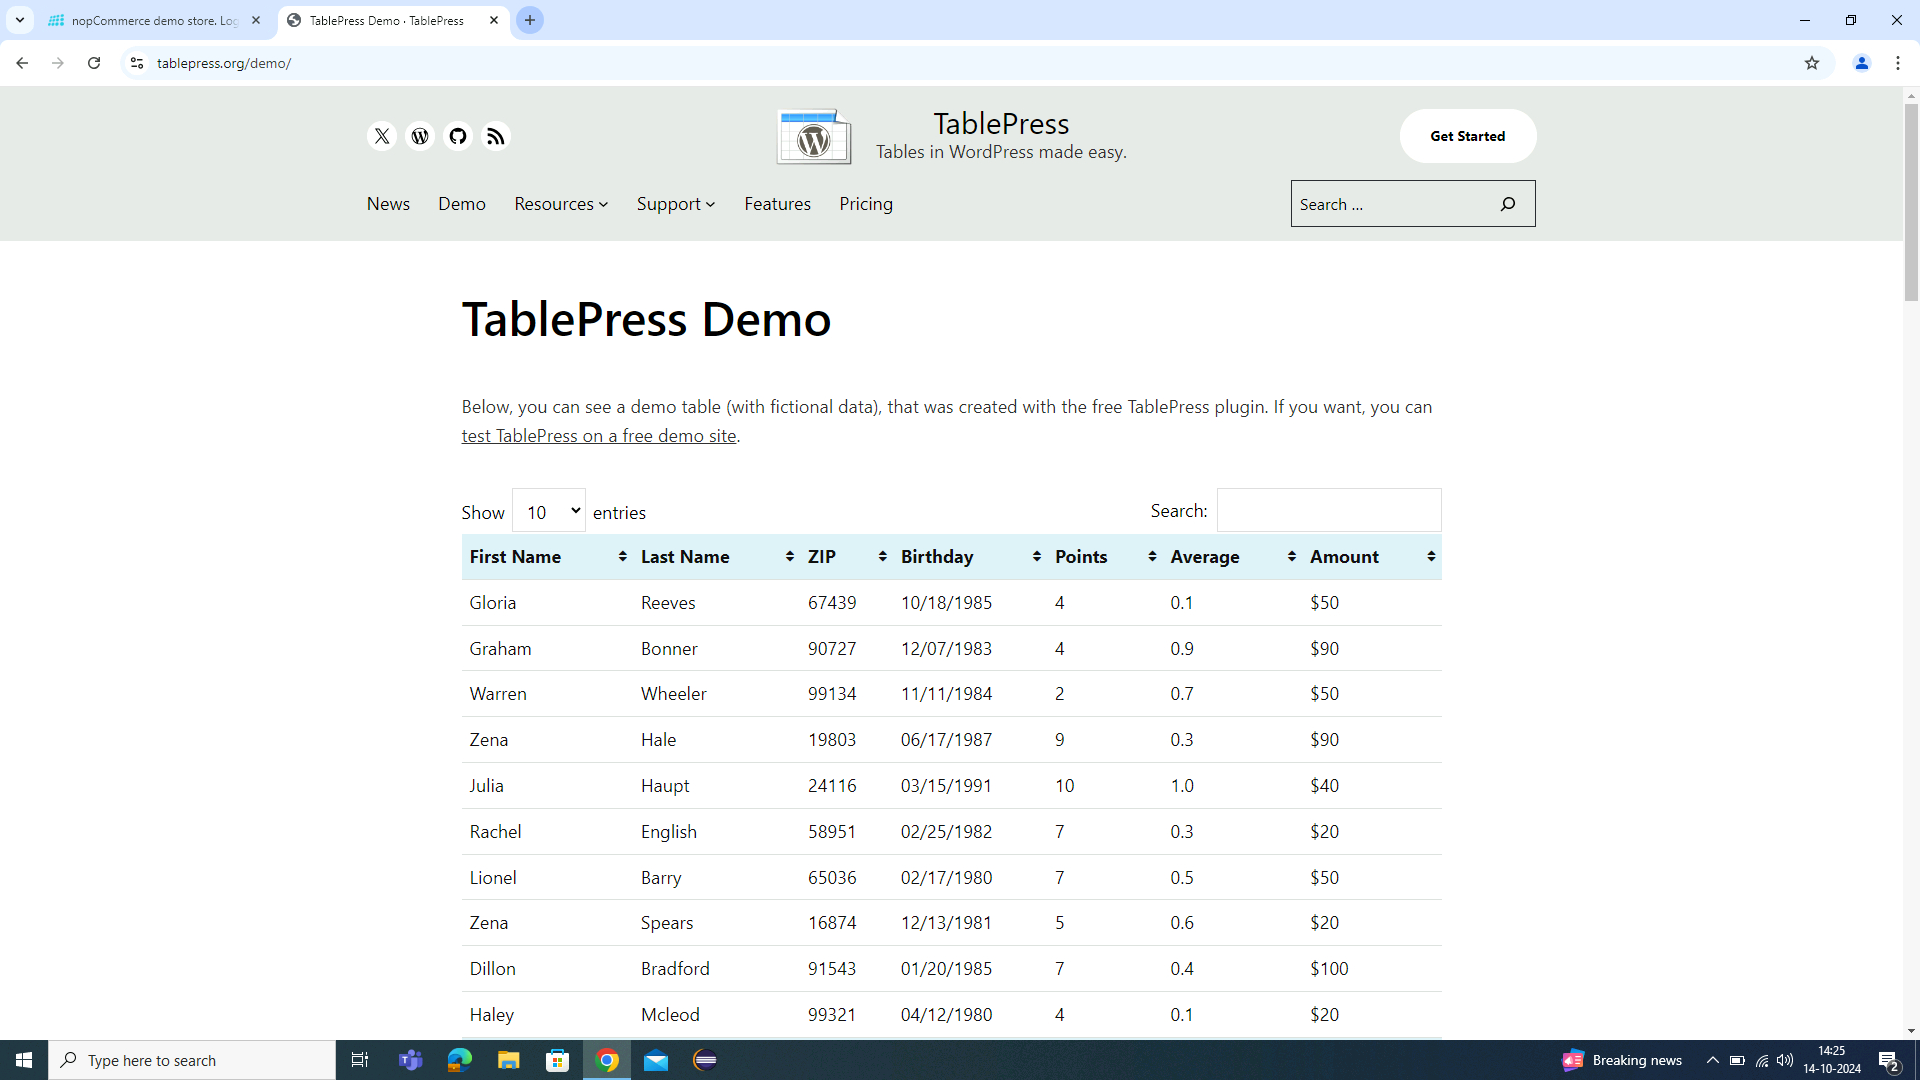 nopCommerce demo store. Log
TablePress Demo · TablePress
tablepress.org/demo/
TablePress
Tables in WordPress made easy.
Get Started
News Demo Resources Support Features Pricing
Search ...
TablePress Demo
Below, you can see a demo table (with fictional data), that was created with the free TablePress plugin. If you want, you can
test TablePress on a free demo site.
Show 10 entries Search:
First Name Last Name ZIP Birthday Points Average Amount
Gloria Reeves 67439 10/18/1985 4 0.1 $50
Graham Bonner 90727 12/07/1983 4 0.9 $90
Warren Wheeler 99134 11/11/1984 2 0.7 $50
Zena Hale 19803 06/17/1987 9 0.3 $90
Julia Haupt 24116 03/15/1991 10 1.0 $40
Rachel English 58951 02/25/1982 7 0.3 $20
Lionel Barry 65036 02/17/1980 7 0.5 $50
Zena Spears 16874 12/13/1981 5 0.6 $20
Dillon Bradford 91543 01/20/1985 7 0.4 $100
Haley Mcleod 99321 04/12/1980 4 0.1 $20
Type here to search
Breaking news
14:25
14-10-2024
2